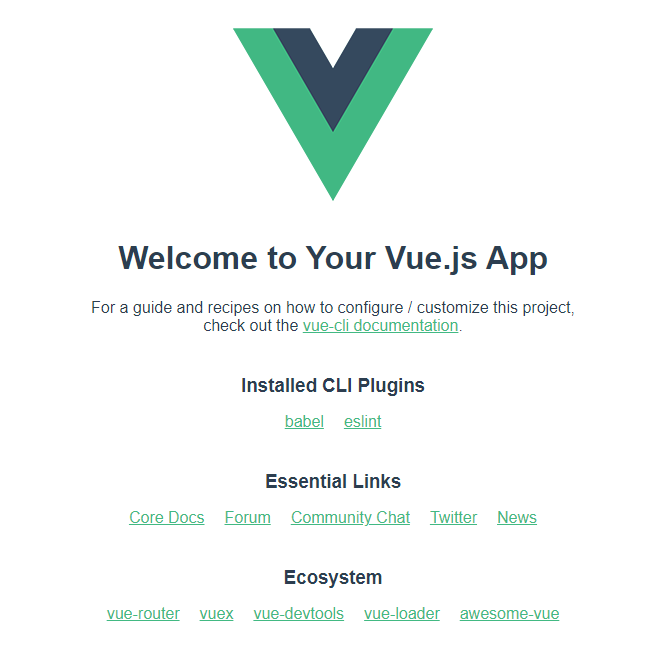 Welcome to Your Vue.js App
For a guide and recipes on how to configure / customize this project,
check out the vue-cli documentation.
Installed CLI Plugins
babel eslint
Essential Links
Core Docs Forum Community Chat Twitter News
Ecosystem
vue-router vuex vue-devtools vue-loader awesome-vue